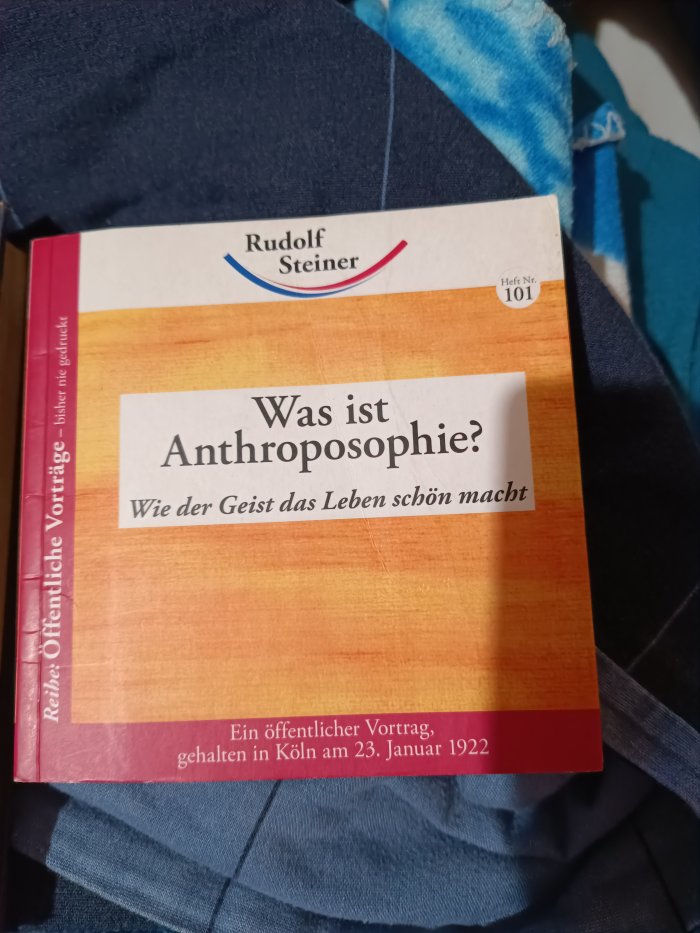 Rudolf
Steiner
Heft Nr.
101
Was ist
Anthroposophie?
Wie der Geist das Leben schön macht
Reihe: Öffentliche Vorträge – bisher nie gedruckt
Ein öffentlicher Vortrag,
gehalten in Köln am 23. Januar 1922